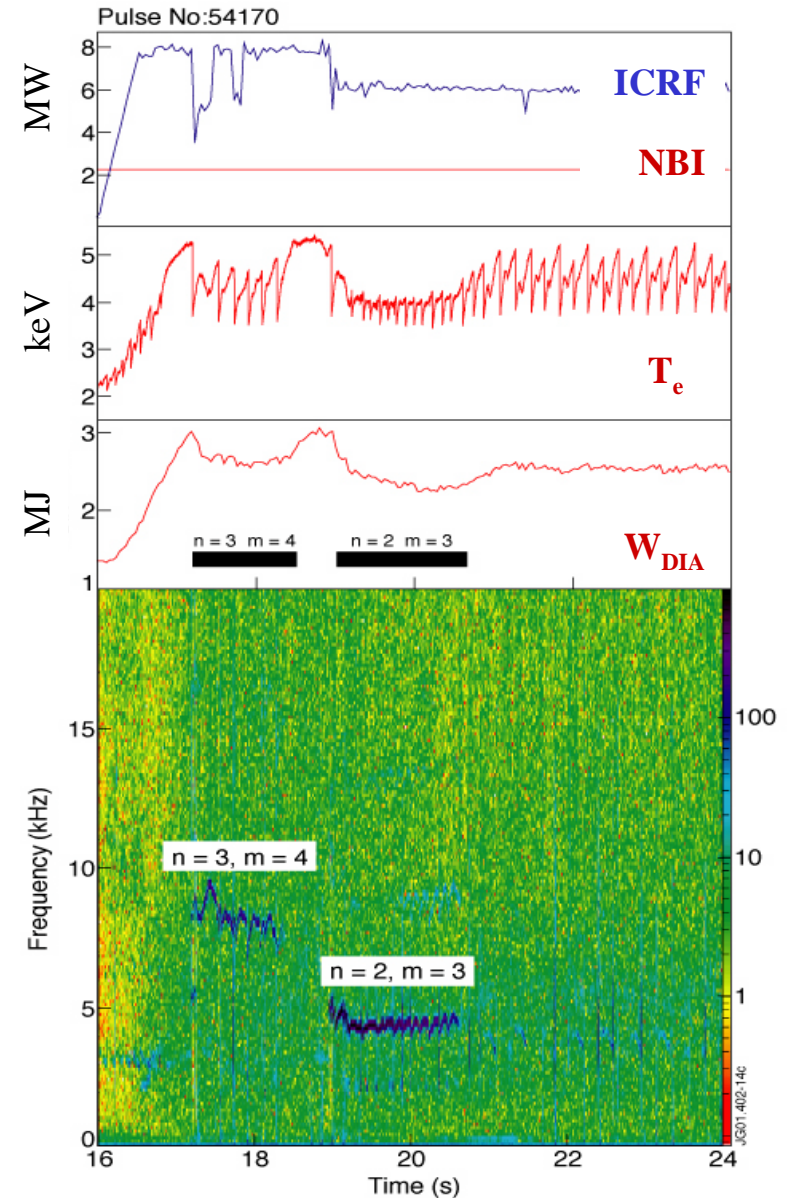 Pulse No:54170
8
6
4
2
MW
ICRF
NBI
5
4
3
2
keV
Te
3
2
1
MJ
n = 3 m = 4
n = 2 m = 3
WDIA
15
10
5
0
Frequency (kHz)
n = 3, m = 4
n = 2, m = 3
100
10
1
JG01.402-14c
16
18
20
22
24
Time (s)